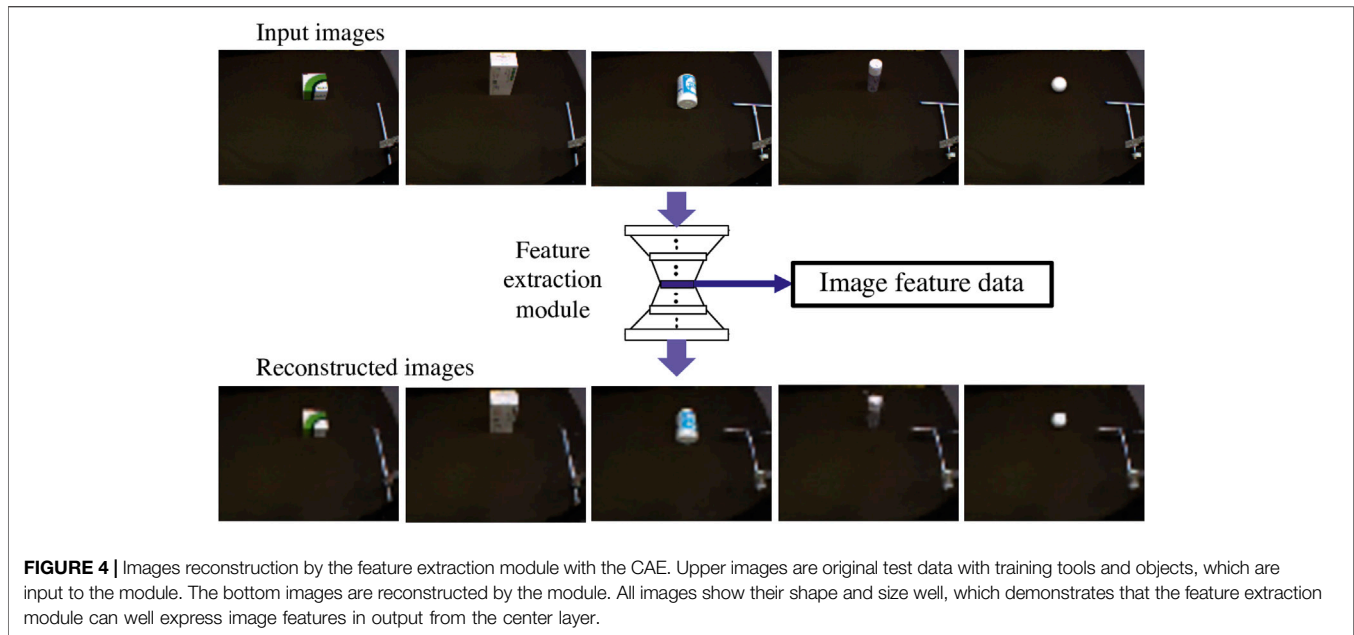 Input images
Feature
extraction
module
Image feature data
Reconstructed images
FIGURE 4 | Images reconstruction by the feature extraction module with the CAE. Upper images are original test data with training tools and objects, which are
input to the module. The bottom images are reconstructed by the module. All images show their shape and size well, which demonstrates that the feature extraction
module can well express image features in output from the center layer.